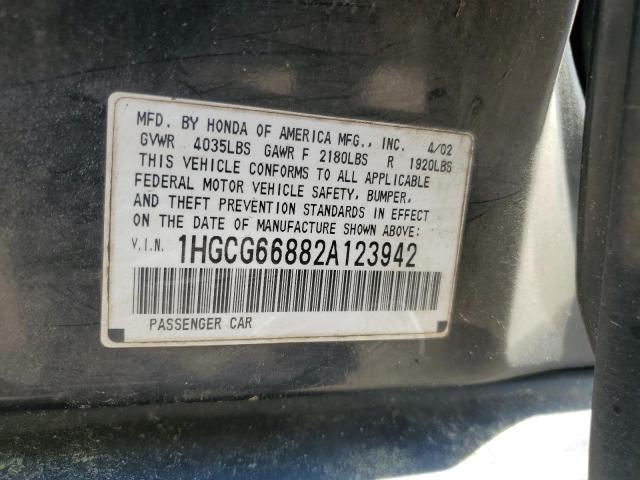 MFD. BY HONDA OF AMERICA MFG., INC. 4/02
GVWR 4035LBS GAWR F 2180LBS R 1920LBS
THIS VEHICLE CONFORMS TO ALL APPLICABLE
FEDERAL MOTOR VEHICLE SAFETY, BUMPER,
AND THEFT PREVENTION STANDARDS IN EFFECT
ON THE DATE OF MANUFACTURE SHOWN ABOVE:
V.I.N. 1HGCG66882A123942
PASSENGER CAR